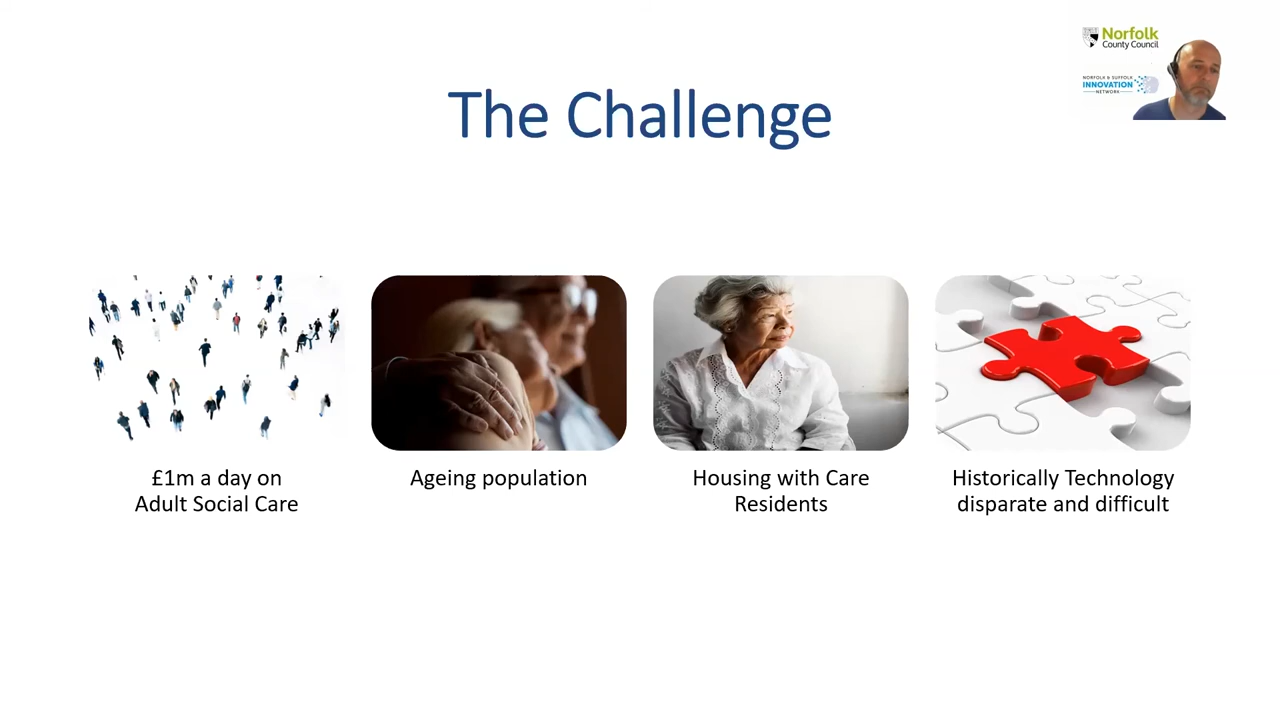 Norfolk
County Council
NORFOLK & SUFFOLK
INNOVATION
NETWORK
The Challenge
£1m a day on
Adult Social Care
Ageing population
Housing with Care
Residents
Historically Technology
disparate and difficult